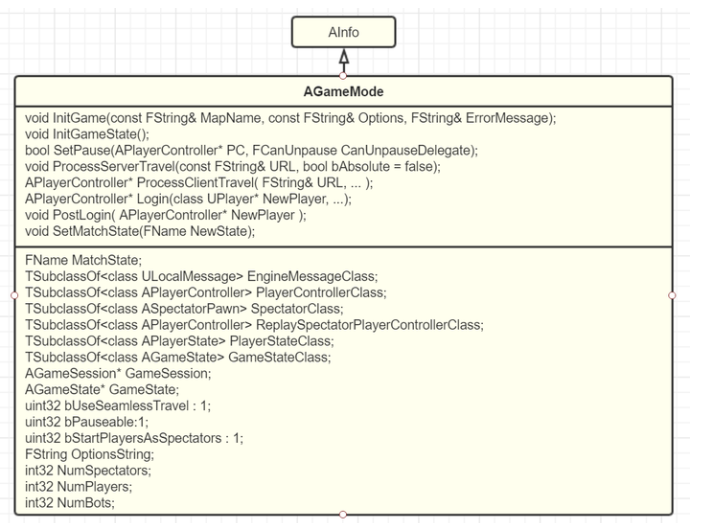 AInfo
AGameMode
void InitGame(const FString& MapName, const FString& Options, FString& ErrorMessage);
void InitGameState();
bool SetPause(APlayerController* PC, FCanUnpause CanUnpauseDelegate);
void ProcessServerTravel(const FString& URL, bool bAbsolute = false);
APlayerController* ProcessClientTravel( FString& URL, ... );
APlayerController* Login(class UPlayer* NewPlayer, ...);
void PostLogin( APlayerController* NewPlayer );
void SetMatchState(FName NewState);
FName MatchState;
TSubclassOf<class ULocalMessage> EngineMessageClass;
TSubclassOf<class APlayerController> PlayerControllerClass;
TSubclassOf<class ASpectatorPawn> SpectatorClass;
TSubclassOf<class APlayerController> ReplaySpectatorPlayerControllerClass;
TSubclassOf<class APlayerState> PlayerStateClass;
TSubclassOf<class AGameState> GameStateClass;
AGameSession* GameSession;
AGameState* GameState;
uint32 bUseSeamlessTravel : 1;
uint32 bPauseable:1;
uint32 bStartPlayersAsSpectators : 1;
FString OptionsString;
int32 NumSpectators;
int32 NumPlayers;
int32 NumBots;